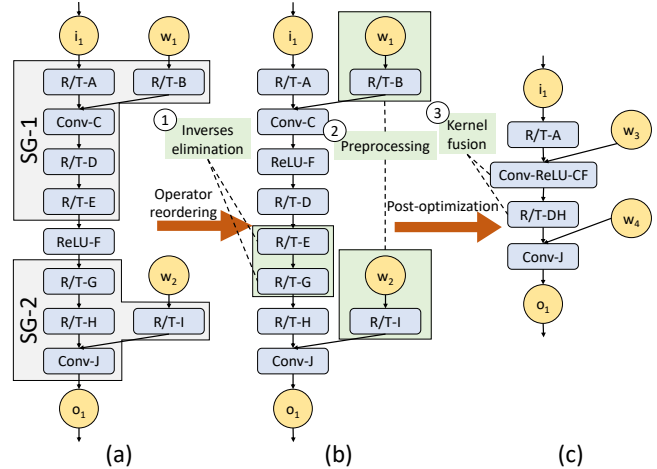 i1
w1
R/T-A
R/T-B
Conv-C
R/T-D
R/T-E
SG-1
ReLU-F
R/T-G
w2
R/T-H
R/T-I
Conv-J
SG-2
o1
(a)
1
Inverses
elimination
Operator
reordering
i1
w1
R/T-A
R/T-B
Conv-C
ReLU-F
R/T-D
R/T-E
R/T-G
w2
R/T-H
R/T-I
Conv-J
o1
(b)
2
Preprocessing
3
Kernel
fusion
Post-optimization
i1
R/T-A
w3
Conv-ReLU-CF
R/T-DH
w4
Conv-J
o1
(c)